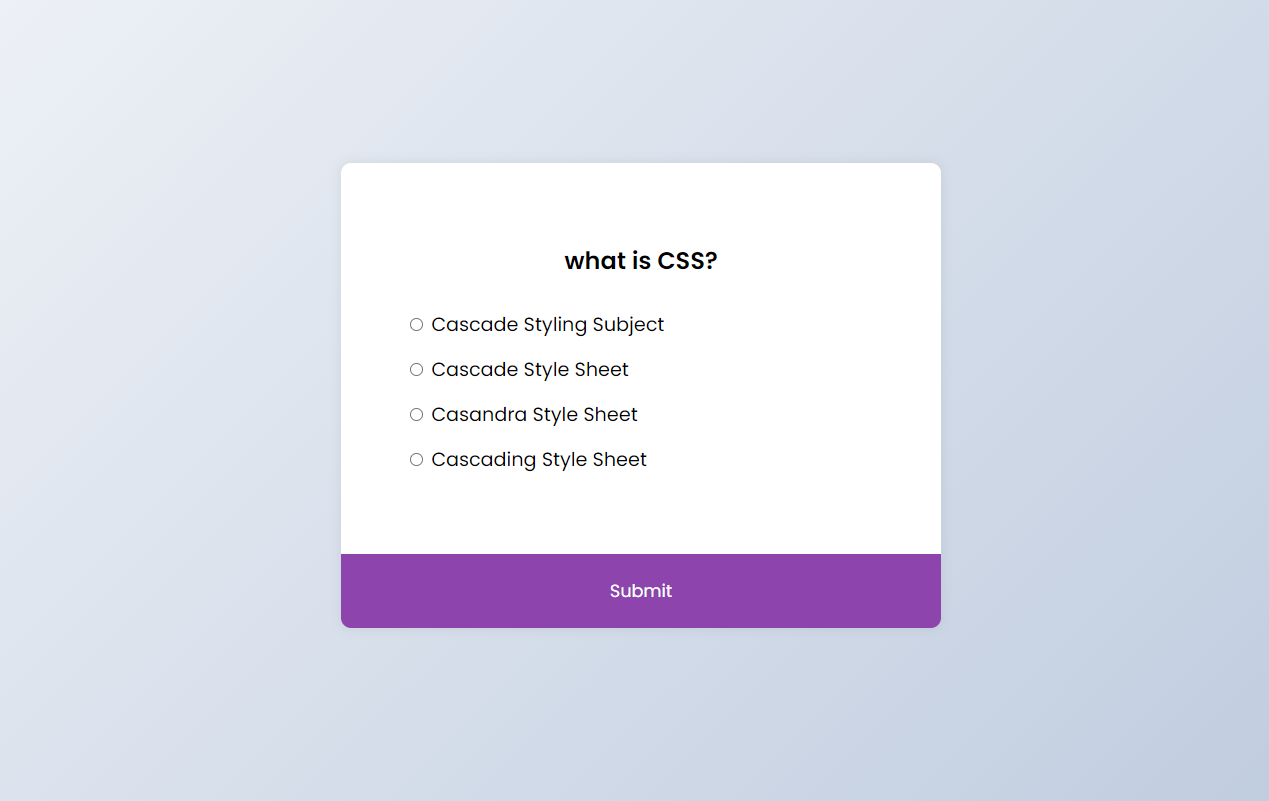 what is CSS?
Cascade Styling Subject
Cascade Style Sheet
Casandra Style Sheet
Cascading Style Sheet
Submit